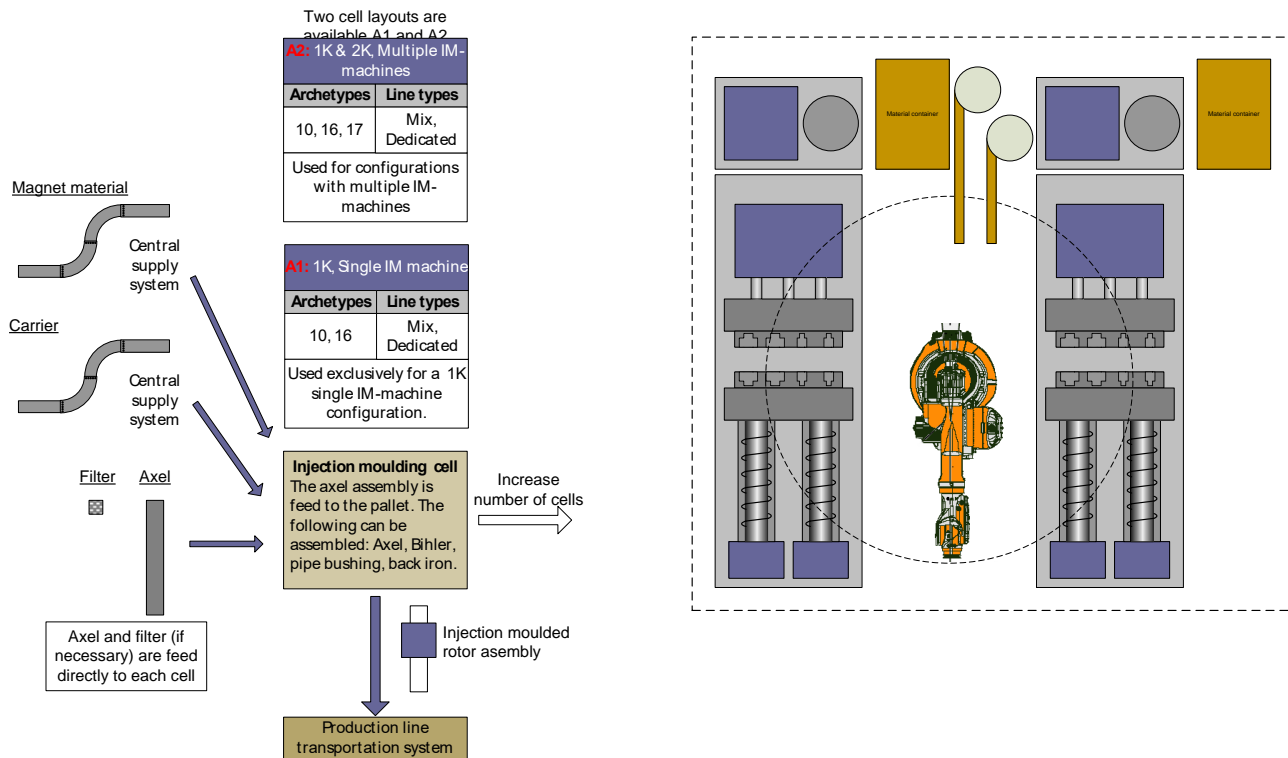 Two cell layouts are
available A1 and A2
A2: 1K & 2K, Multiple IM-
machines
Archetypes Line types
10, 16, 17 Mix,
Dedicated
Used for configurations
with multiple IM-
machines
Magnet material
Central
supply
system
A1: 1K, Single IM machine
Archetypes Line types
10, 16 Mix,
Dedicated
Used exclusively for a 1K
single IM-machine
configuration.
Carrier
Central
supply
system
Filter Axel
Injection moulding cell
The axel assembly is
feed to the pallet. The
following can be
assembled: Axel, Bihler,
pipe bushing, back iron.
Increase
number of cells
Axel and filter (if
necessary) are feed
directly to each cell
Injection moulded
rotor asembly
Production line
transportation system
Material container
Material container